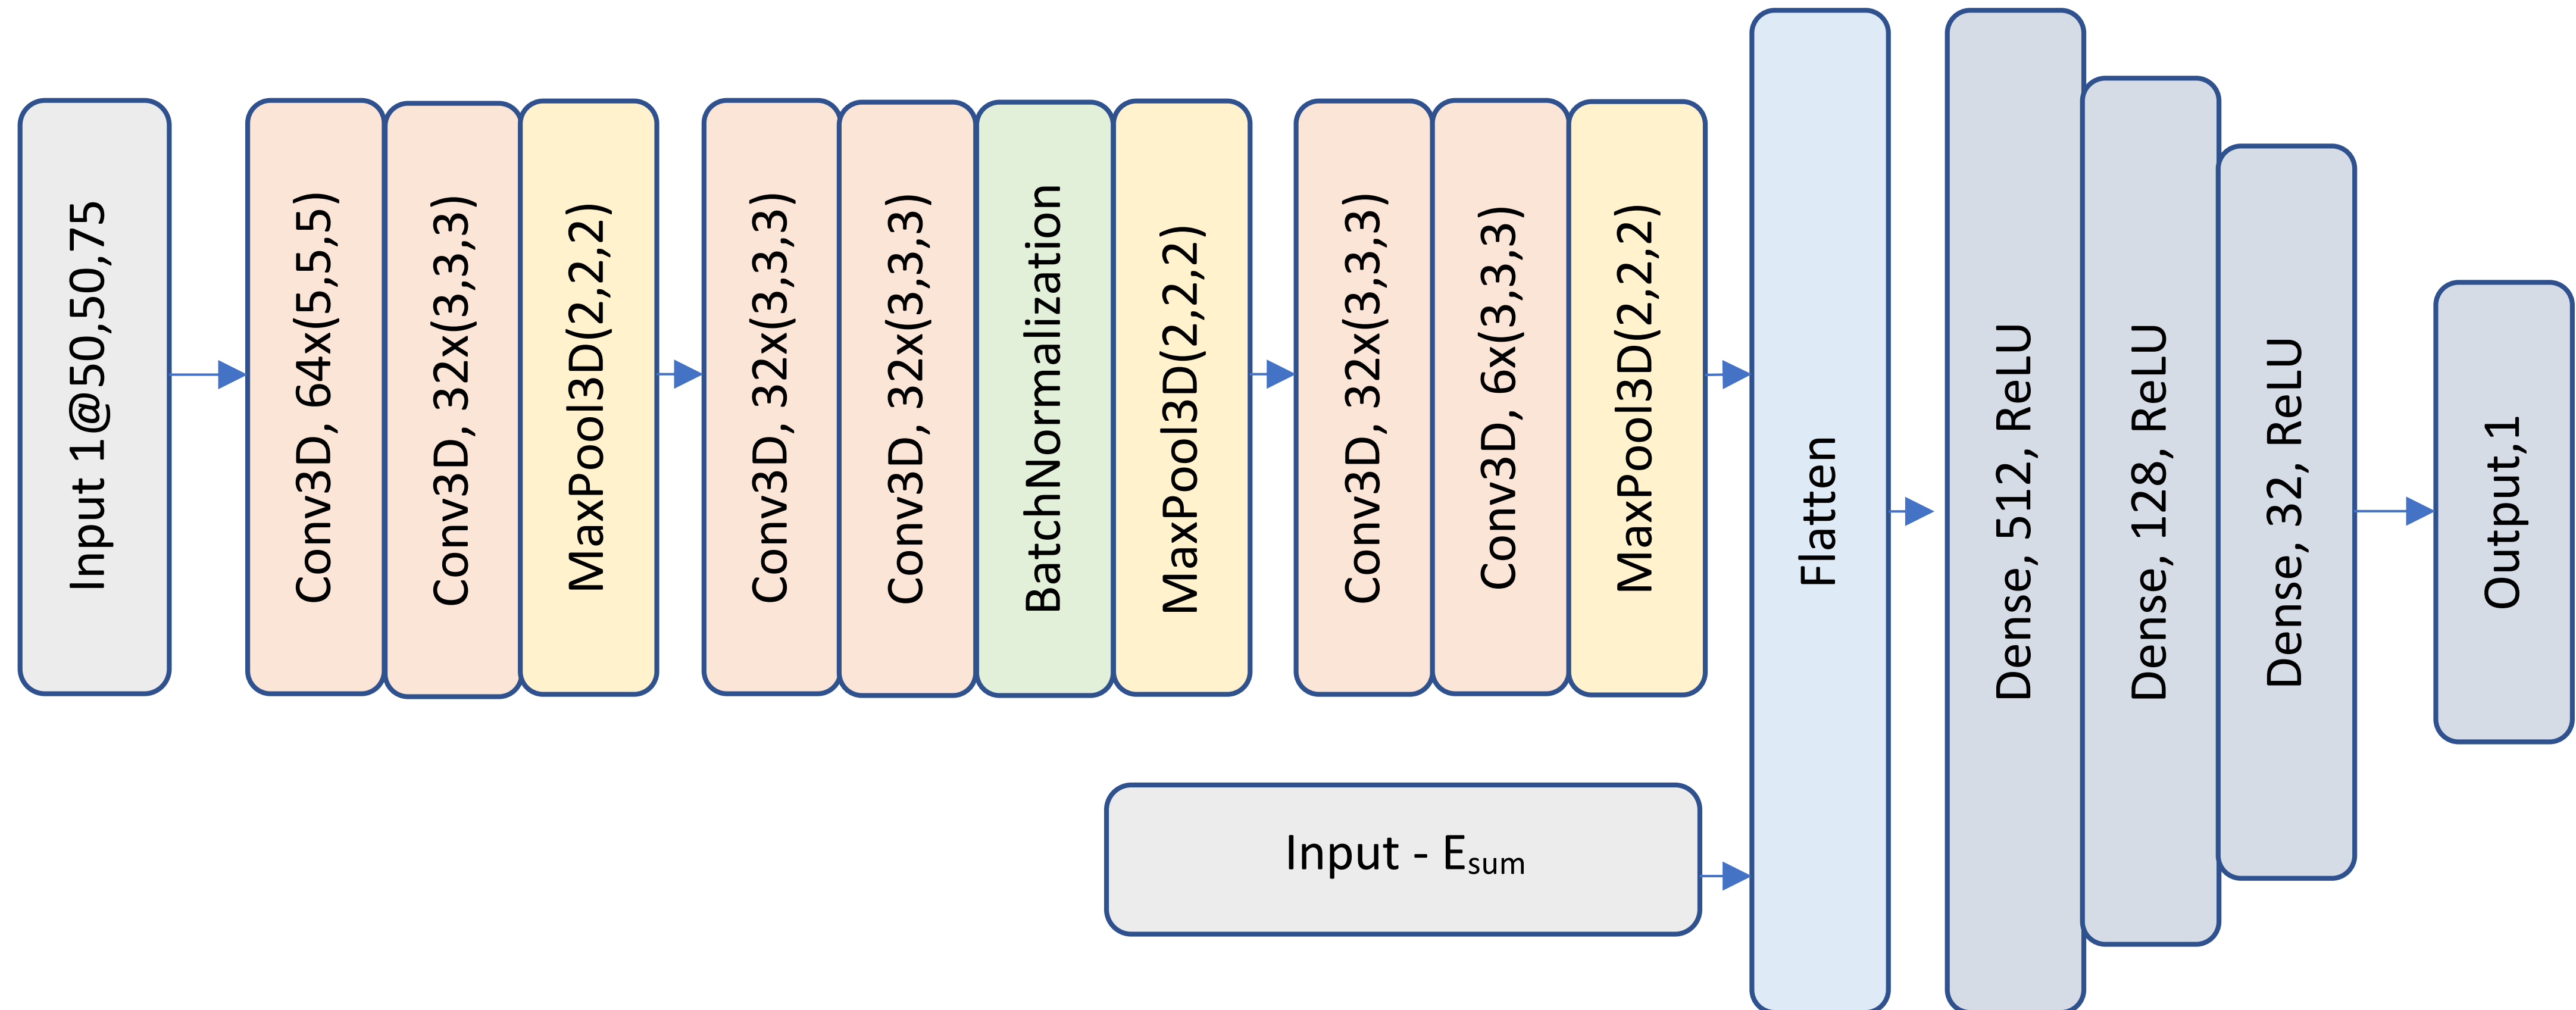 Input 1@50,50,75
Conv3D, 64x(5,5,5)
Conv3D, 32x(3,3,3)
MaxPool3D(2,2,2)
Conv3D, 32x(3,3,3)
Conv3D, 32x(3,3,3)
BatchNormalization
MaxPool3D(2,2,2)
Conv3D, 32x(3,3,3)
Conv3D, 6x(3,3,3)
MaxPool3D(2,2,2)
Input - Esum
Flatten
Dense, 512, ReLU
Dense, 128, ReLU
Dense, 32, ReLU
Output,1